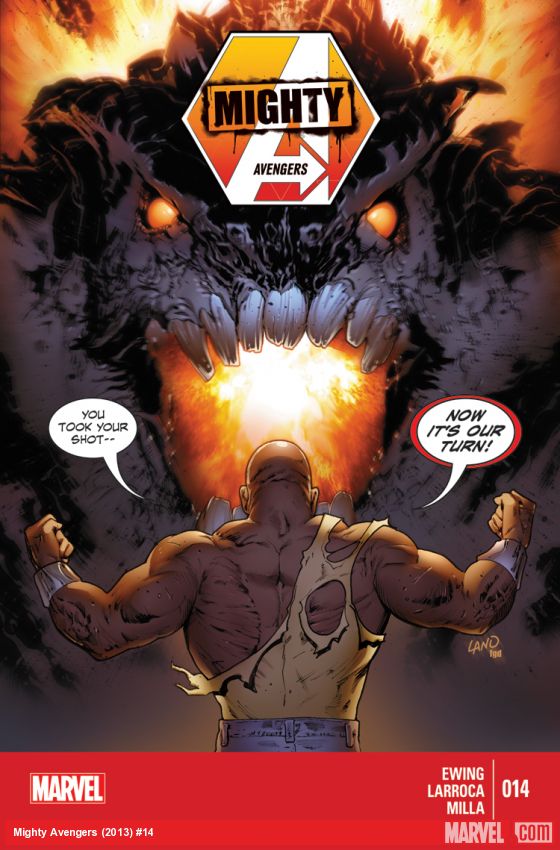 MIGHTY
AVENGERS
YOU
TOOK YOUR
SHOT--
NOW
IT'S OUR
TURN!
LAND
MARVEL
EWING
LARROCA
MILLA
014
Mighty Avengers (2013) #14
MARVEL.COM